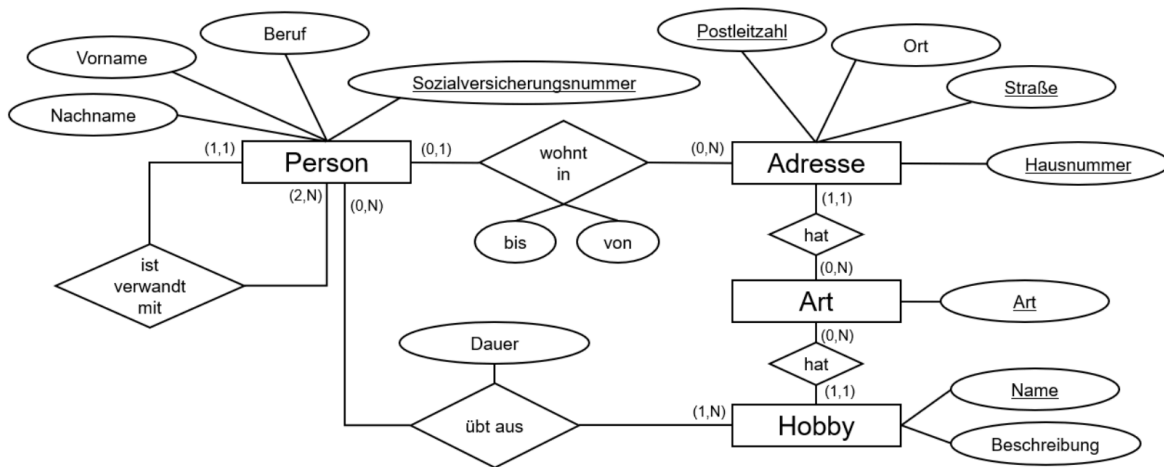 Beruf
Vorname
Nachname
Sozialversicherungsnummer
Postleitzahl
Ort
Straße
Hausnummer
(1,1)
Person
(0,1)
wohnt
in
(0,N)
Adresse
(2,N)
(0,N)
(1,1)
bis
von
hat
ist
verwandt
mit
(0,N)
Art
Art
(0,N)
Dauer
hat
(1,1)
Name
übt aus
(1,N)
Hobby
Beschreibung